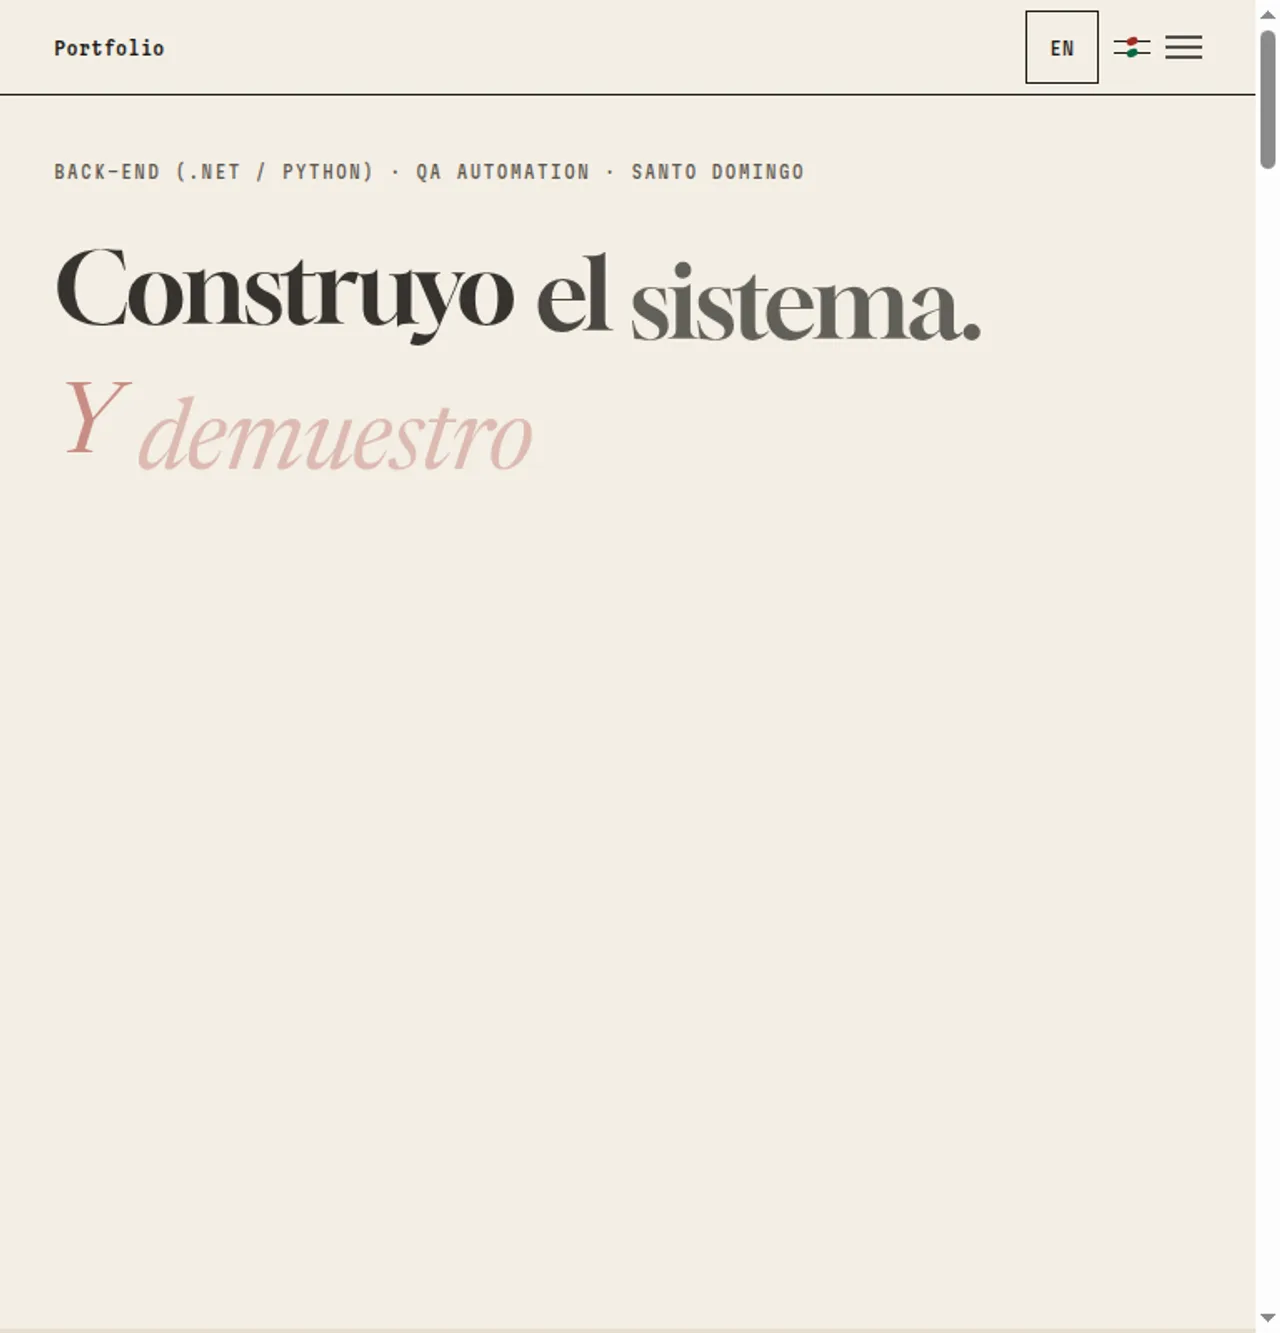 Portfolio
EN
BACK-END (.NET / PYTHON) · QA AUTOMATION · SANTO DOMINGO
Construyo el sistema.
Y demuestro